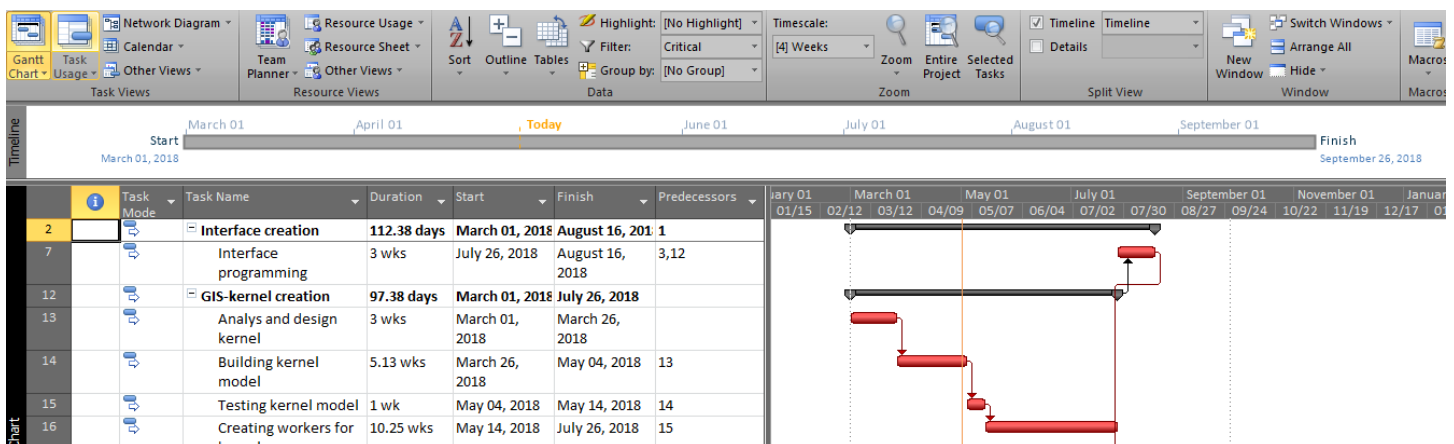 Network Diagram
Resource Usage
Highlight: [No Highlight]
Timescale:
Timeline Timeline
Switch Windows
Calendar
Resource Sheet
Filter: Critical
[4] Weeks
Details
Arrange All
Gantt Chart
Task Usage
Other Views
Team Planner
Other Views
Sort
Outline
Tables
Group by: [No Group]
Zoom
Entire Project
Selected Tasks
New Window
Hide
Macros
Task Views
Resource Views
Data
Zoom
Split View
Window
Macros
Timeline
March 01
April 01
Today
June 01
July 01
August 01
September 01
Start
Finish
March 01, 2018
September 26, 2018
Task Mode
Task Name
Duration
Start
Finish
Predecessors
uary 01 March 01 May 01 July 01 September 01 November 01 Januar
01/15 02/12 03/12 04/09 05/07 06/04 07/02 07/30 08/27 09/24 10/22 11/19 12/17 01
2 Interface creation 112.38 days March 01, 2018 August 16, 201 1
7 Interface programming 3 wks July 26, 2018 August 16, 2018 3,12
12 GIS-kernel creation 97.38 days March 01, 2018 July 26, 2018
13 Analys and design kernel 3 wks March 01, 2018 March 26, 2018
14 Building kernel model 5.13 wks March 26, 2018 May 04, 2018 13
15 Testing kernel model 1 wk May 04, 2018 May 14, 2018 14
16 Creating workers for 10.25 wks May 14, 2018 July 26, 2018 15
hart